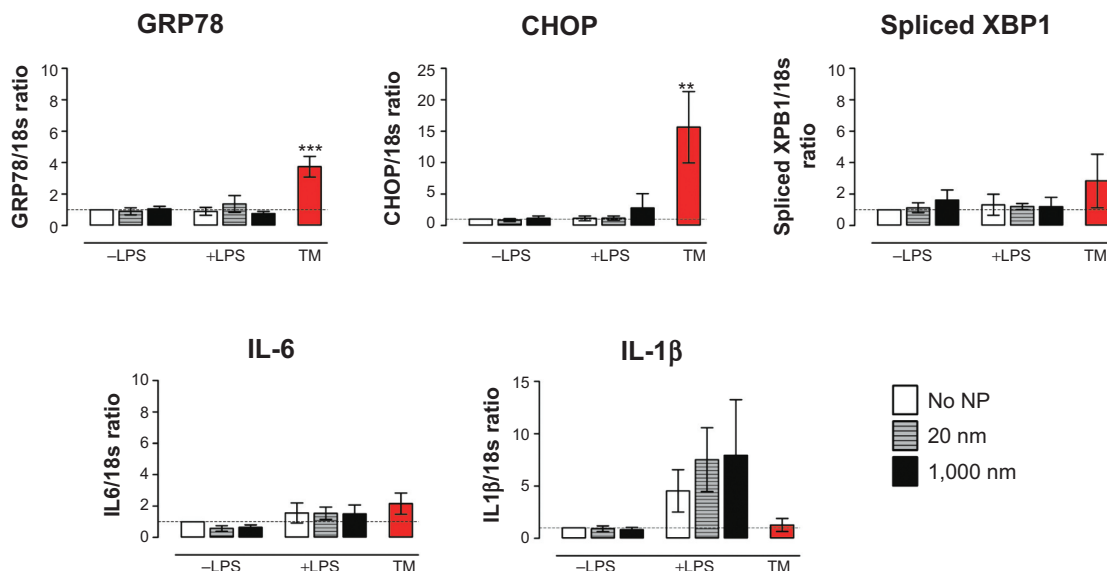 GRP78
CHOP
Spliced XBP1
GRP78/18s ratio
10
8
6
4
2
0
***
–LPS
+LPS
TM
CHOP/18s ratio
25
20
15
10
5
0
**
–LPS
+LPS
TM
Spliced XPB1/18s
ratio
10
8
6
4
2
0
–LPS
+LPS
TM
IL-6
IL-1β
IL6/18s ratio
10
8
6
4
2
0
–LPS
+LPS
TM
IL1β/18s ratio
15
10
5
0
–LPS
+LPS
TM
No NP
20 nm
1,000 nm